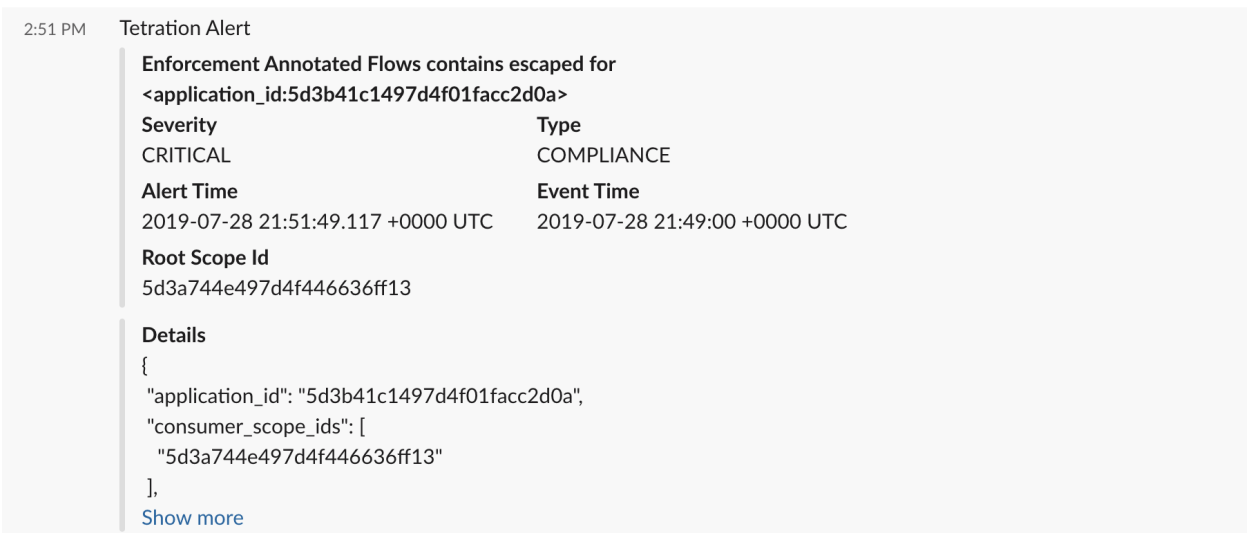 2:51 PM Tetration Alert
Enforcement Annotated Flows contains escaped for
<application_id:5d3b41c1497d4f01facc2d0a>
Severity Type
CRITICAL COMPLIANCE
Alert Time Event Time
2019-07-28 21:51:49.117 +0000 UTC 2019-07-28 21:49:00 +0000 UTC
Root Scope Id
5d3a744e497d4f446636ff13
Details
{
"application_id": "5d3b41c1497d4f01facc2d0a",
"consumer_scope_ids": [
"5d3a744e497d4f446636ff13"
],
Show more